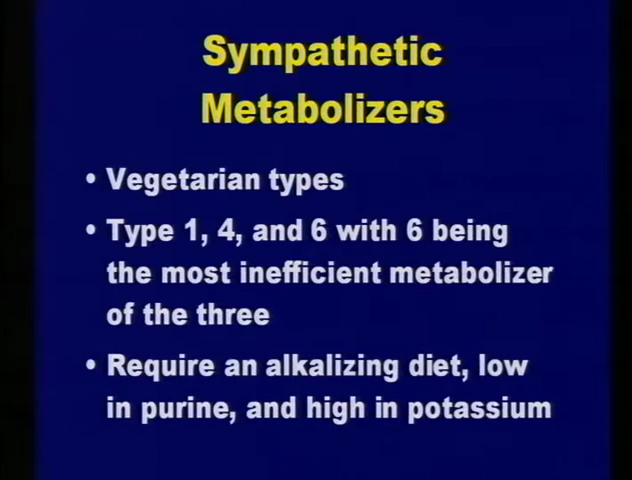 Sympathetic
Metabolizers
• Vegetarian types
• Type 1, 4, and 6 with 6 being
the most inefficient metabolizer
of the three
• Require an alkalizing diet, low
in purine, and high in potassium